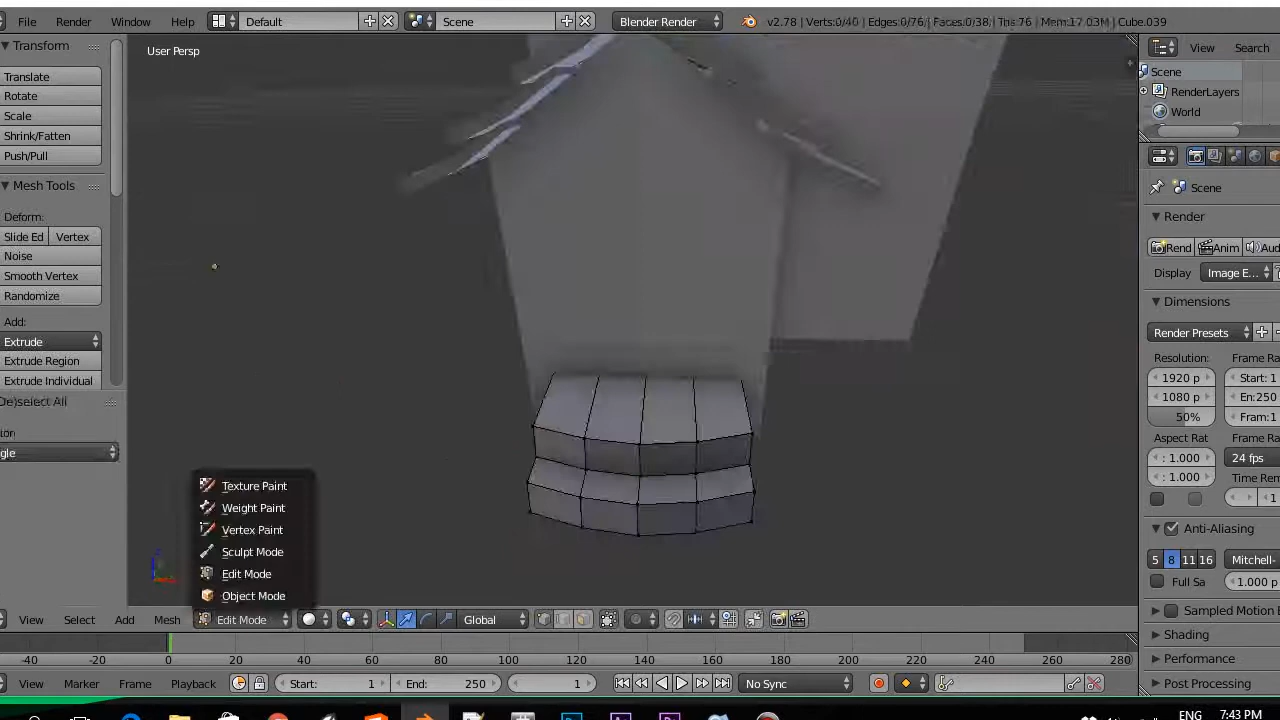 File Render Window Help Default Scene Blender Render v2.78 | Verts:0/40 | Edges:0/76 | Faces:0/38 | Tris:76 | Mem:17.03M | Cube.039
Transform
Translate
Rotate
Scale
Shrink/Fatten
Push/Pull
Mesh Tools
Deform:
Slide Ed Vertex
Noise
Smooth Vertex
Randomize
Add:
Extrude
Extrude Region
Extrude Individual
(De)select All
User Persp
Texture Paint
Weight Paint
Vertex Paint
Sculpt Mode
Edit Mode
Object Mode
View Select Add Mesh Edit Mode Global
-40 -20 0 20 40 60 80 100 120 140 160 180 200 220 240 260 280
View Marker Frame Playback Start: 1 End: 250 1 No Sync
View Search
Scene
RenderLayers
World
Scene
Render
Rend Anim Aud
Display Image E...
Dimensions
Render Presets
Resolution: Frame Ra
1920 p Start: 1
1080 p En:250
50% Fram:1
Aspect Rat Frame Ra
: 1.000 24 fps
: 1.000 Time Rem
1
Anti-Aliasing
5 8 11 16 Mitchell-
Full Sa 1.000 p
Sampled Motion B
Shading
Performance
Post Processing
ENG 7:43 PM